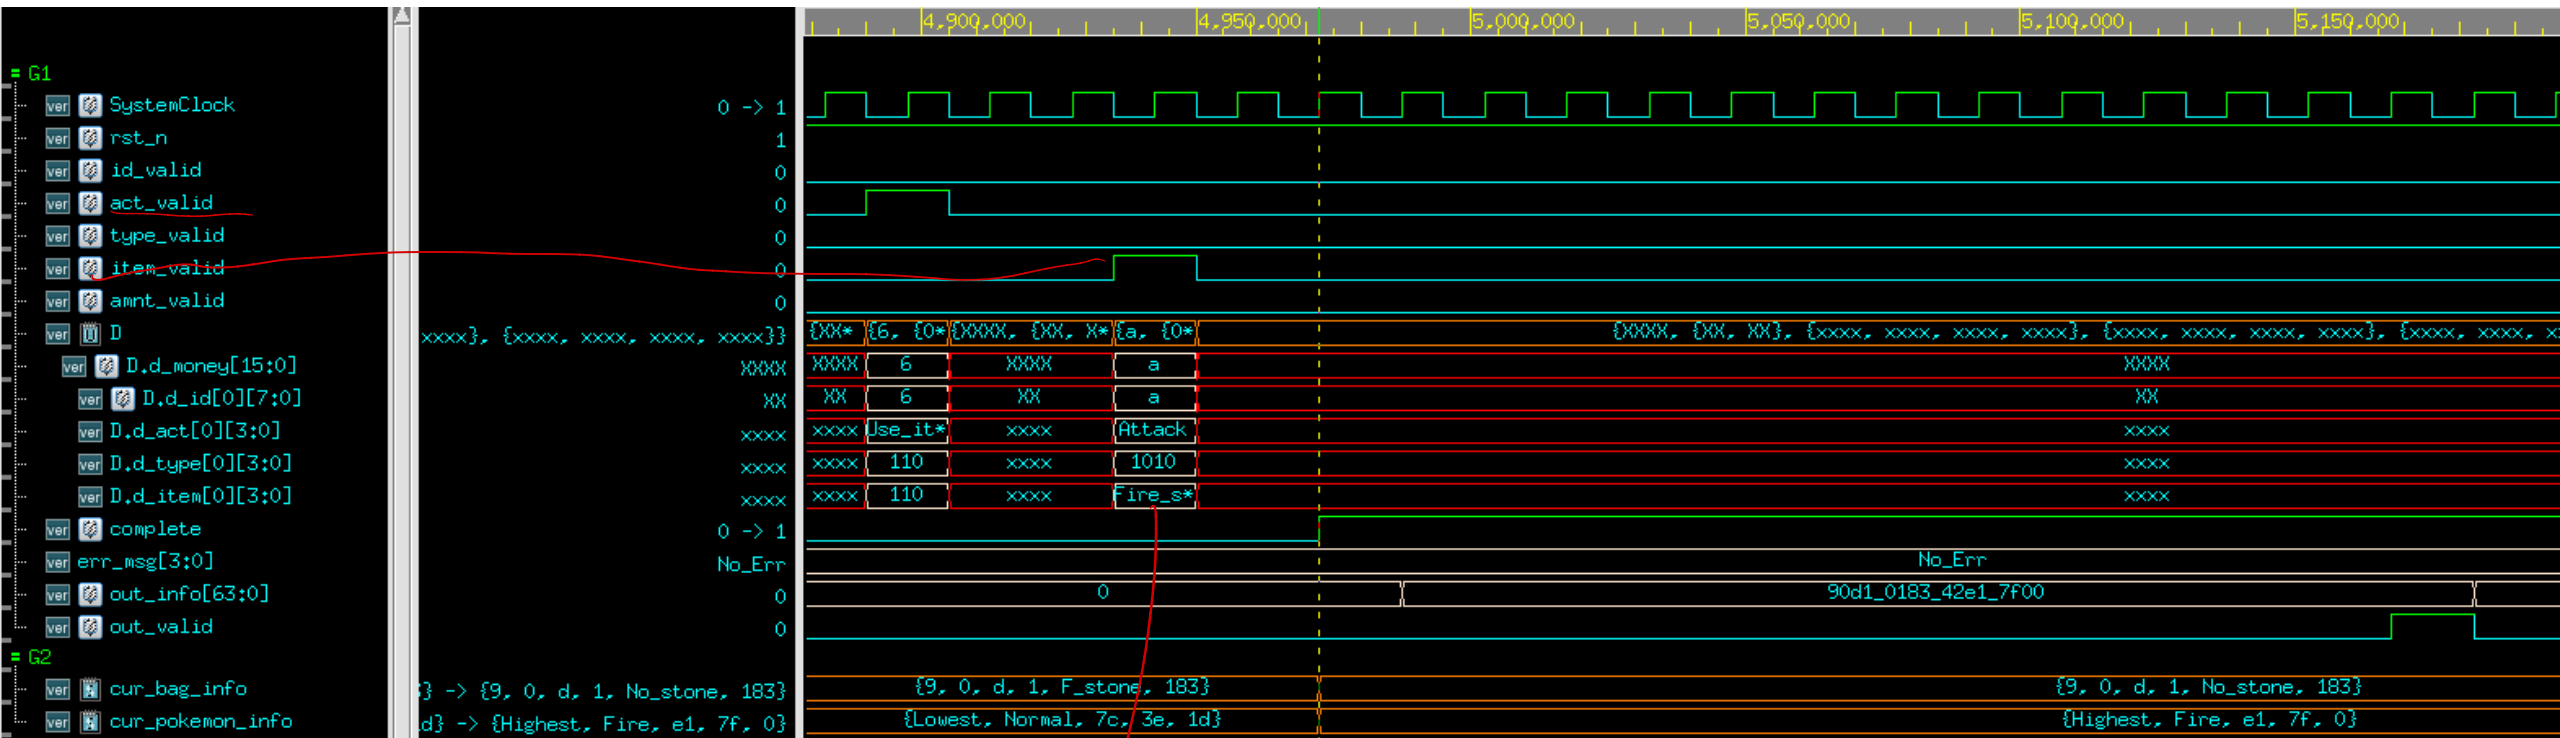 4,900,000 4,950,000 5,000,000 5,050,000 5,100,000 5,150,000
G1
ver SystemClock 0 -> 1
ver rst_n 1
ver id_valid 0
ver act_valid 0
ver type_valid 0
ver item_valid 0
ver amnt_valid 0
ver D xxxx}, {xxxx, xxxx, xxxx, xxxx}} {XX* {6, {0* {XXXX, {XX, X* {a, {0* {XXXX, {XX, XX}, {xxxx, xxxx, xxxx, xxxx}, {xxxx, xxxx, xxxx, xxxx}, {xxxx, xxxx, x
ver D.d_money[15:0] XXXX XXXX 6 XXXX a XXXX
ver D.d_id[0][7:0] XX XX 6 XX a XX
ver D.d_act[0][3:0] xxxx xxxx Use_it* xxxx Attack xxxx
ver D.d_type[0][3:0] xxxx xxxx 110 xxxx 1010 xxxx
ver D.d_item[0][3:0] xxxx xxxx 110 xxxx Fire_s* xxxx
ver complete 0 -> 1
ver err_msg[3:0] No_Err No_Err
ver out_info[63:0] 0 0 90d1_0183_42e1_7f00
ver out_valid 0
G2
ver cur_bag_info } -> {9, 0, d, 1, No_stone, 183} {9, 0, d, 1, F_stone, 183} {9, 0, d, 1, No_stone, 183}
ver cur_pokemon_info d} -> {Highest, Fire, e1, 7f, 0} {Lowest, Normal, 7c, 3e, 1d} {Highest, Fire, e1, 7f, 0}